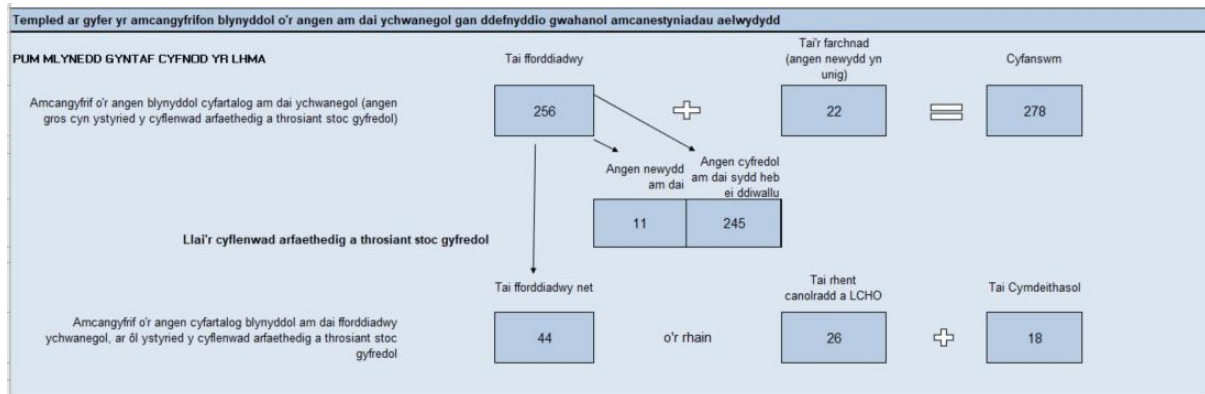 Templed ar gyfer yr amcangyfrifon blynyddol o'r angen am dai ychwanegol gan ddefnyddio gwahanol amcanestyniadau aelwydydd
PUM MLYNEDD GYNTAF CYFNOD YR LHMA
Tai fforddiadwy
Tai'r farchnad
(angen newydd yn
unig)
Cyfanswm
Amcangyfrif o'r angen blynyddol cyfartalog am dai ychwanegol (angen
gros cyn ystyried y cyflenwad arfaethedig a throsiant stoc gyfredol)
256
22
278
Angen newydd
am dai
Angen cyfredol
am dai sydd heb
ei ddiwallu
11
245
Llai'r cyflenwad arfaethedig a throsiant stoc gyfredol
Tai fforddiadwy net
Tai rhent
canolradd a LCHO
Tai Cymdeithasol
Amcangyfrif o'r angen cyfartalog blynyddol am dai fforddiadwy
ychwanegol, ar ôl ystyried y cyflenwad arfaethedig a throsiant stoc
gyfredol
44
o'r rhain
26
18